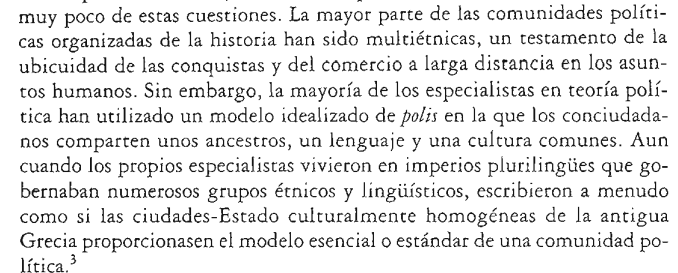 muy poco de estas cuestiones. La mayor parte de las comunidades políti-
cas organizadas de la historia han sido multiétnicas, un testamento de la
ubicuidad de las conquistas y del comercio a larga distancia en los asun-
tos humanos. Sin embargo, la mayoría de los especialistas en teoría polí-
tica han utilizado un modelo idealizado de polis en la que los conciudada-
nos comparten unos ancestros, un lenguaje y una cultura comunes. Aun
cuando los propios especialistas vivieron en imperios plurilingües que go-
bernaban numerosos grupos étnicos y lingüísticos, escribieron a menudo
como si las ciudades-Estado culturalmente homogéneas de la antigua
Grecia proporcionasen el modelo esencial o estándar de una comunidad po-
lítica.³